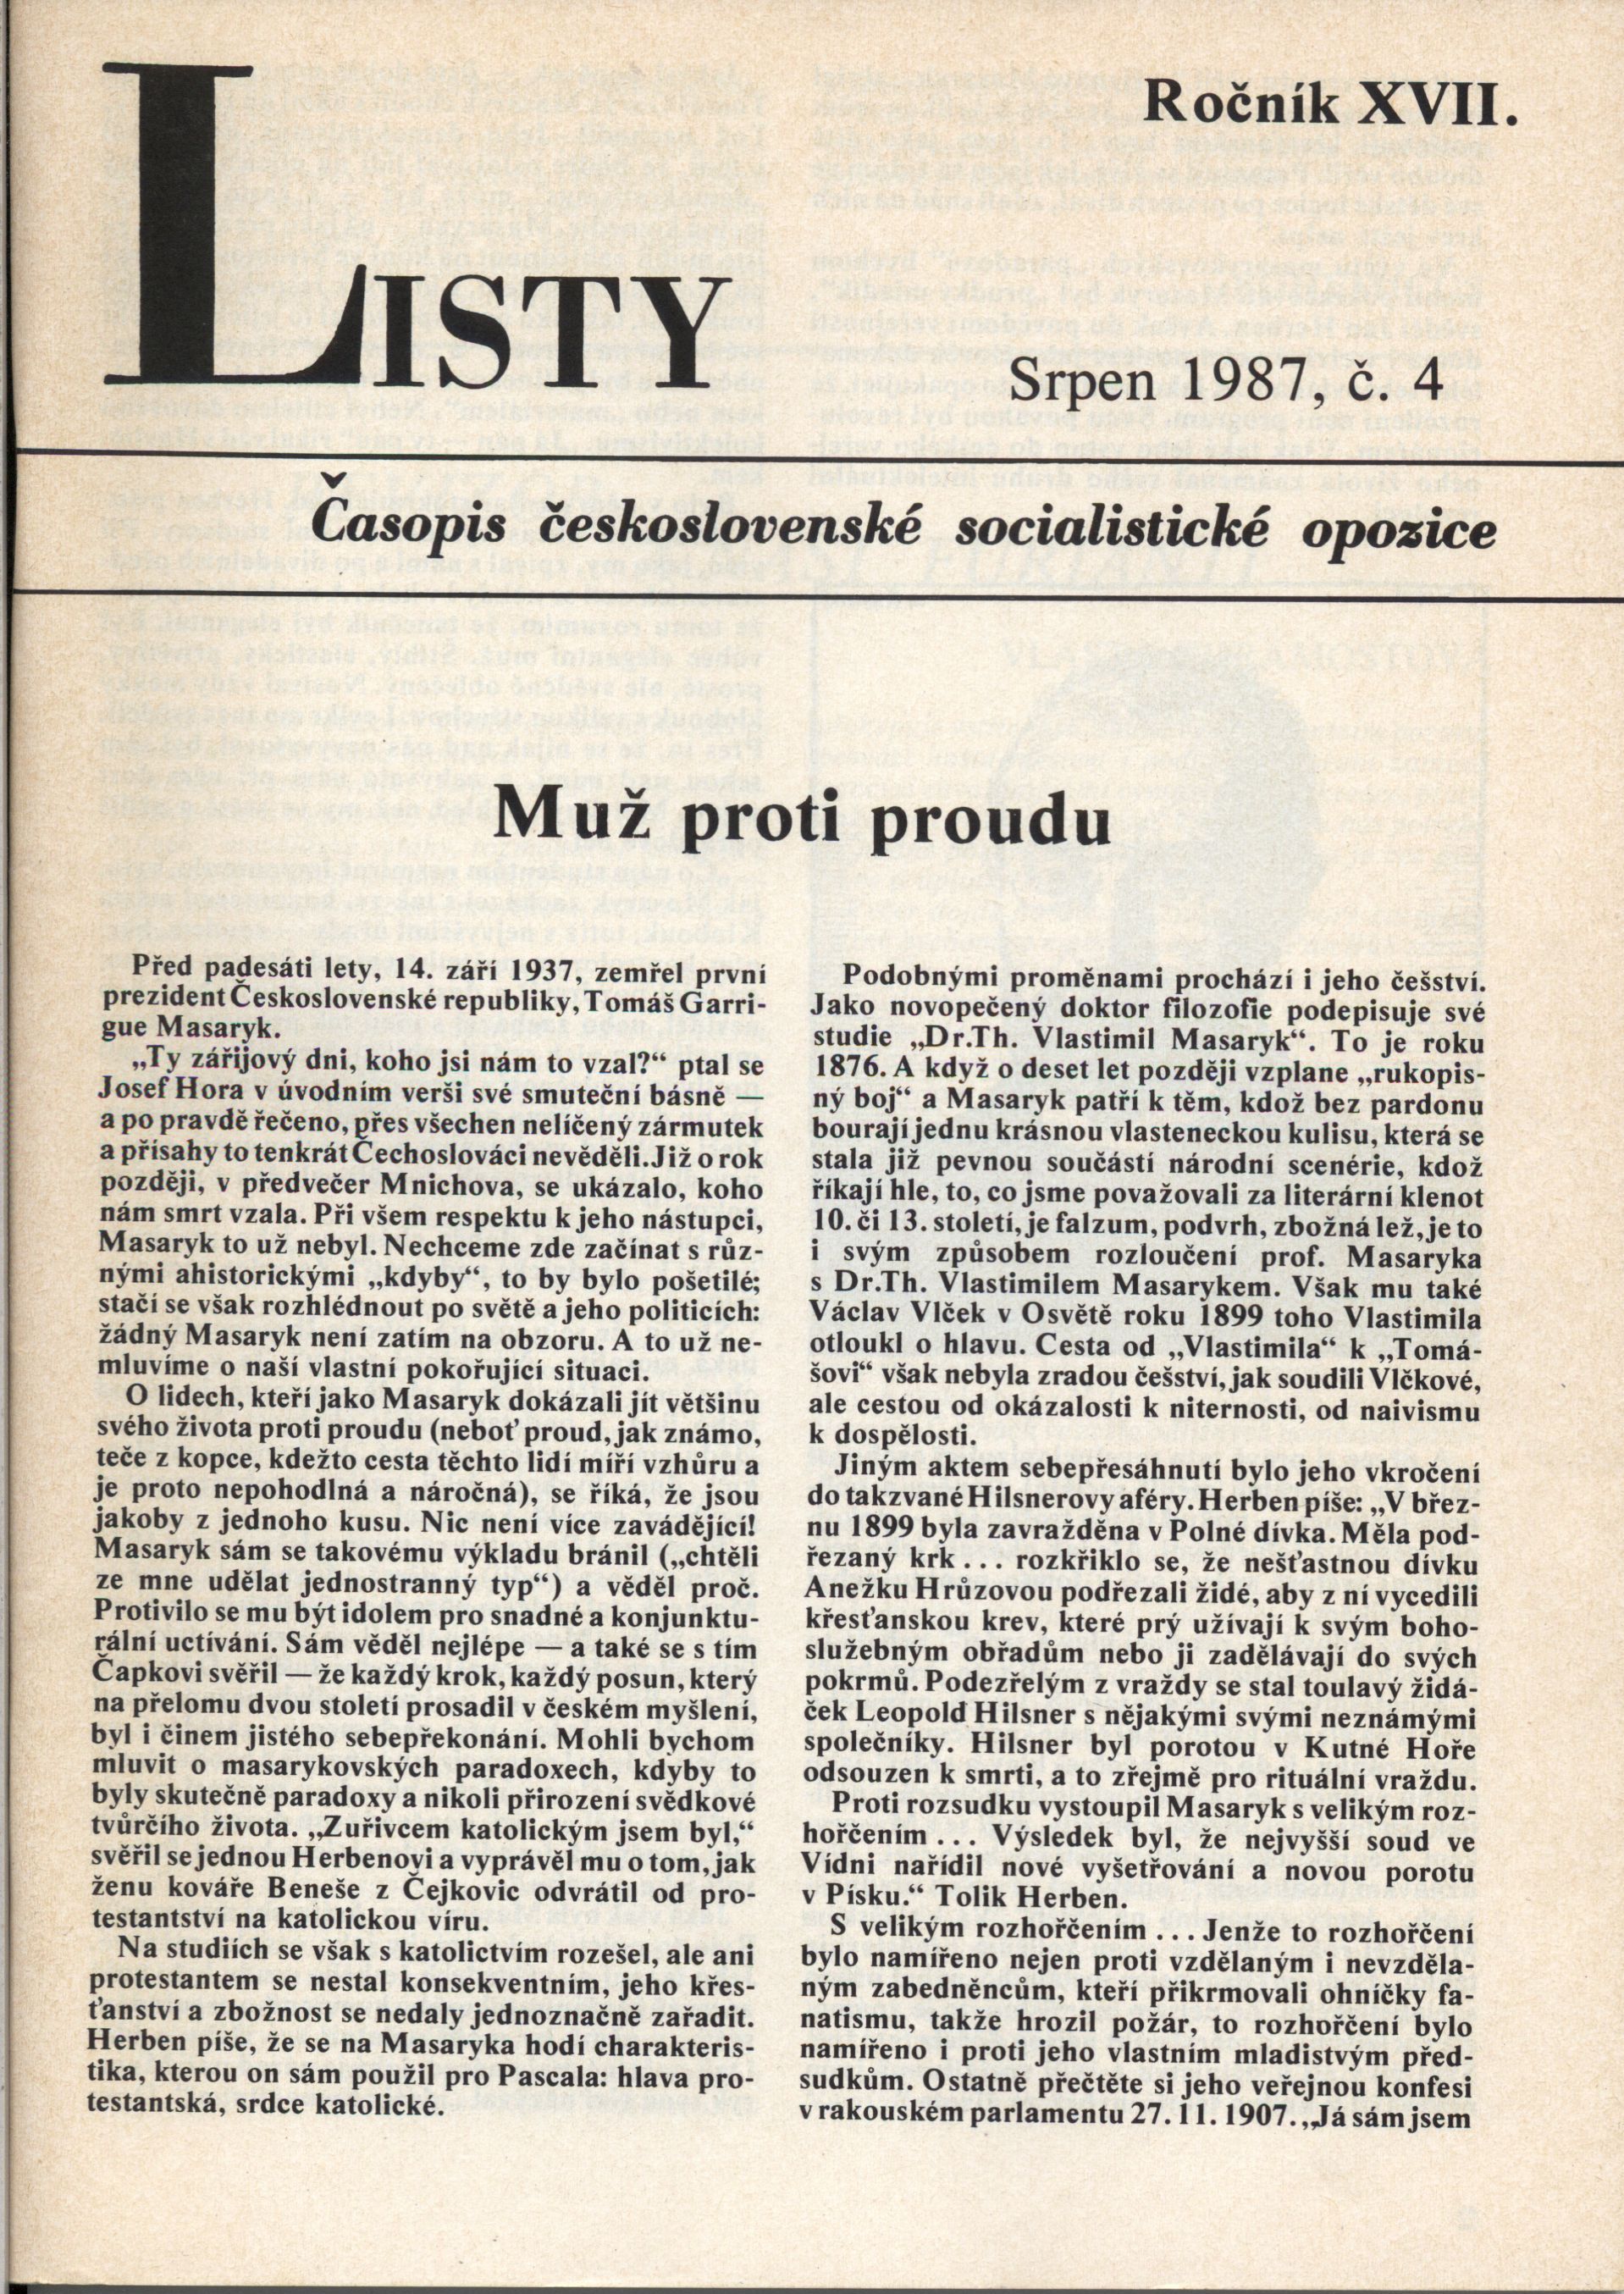 LISTY
Ročník XVII.
Srpen 1987, č. 4
Časopis československé socialistické opozice
Muž proti proudu
Před padesáti lety, 14. září 1937, zemřel první
prezident Československé republiky, Tomáš Garri-
gue Masaryk.
„Ty zářijový dni, koho jsi nám to vzal?“ ptal se
Josef Hora v úvodním verši své smuteční básně —
a po pravdě řečeno, přes všechen nelíčený zármutek
a přísahy to tenkrát Čechoslováci nevěděli. Již o rok
později, v předvečer Mnichova, se ukázalo, koho
nám smrt vzala. Při všem respektu k jeho nástupci,
Masaryk to už nebyl. Nechceme zde začínat s růz-
nými ahistorickými „kdyby“, to by bylo pošetilé;
stačí se však rozhlédnout po světě a jeho politicích:
žádný Masaryk není zatím na obzoru. A to už ne-
mluvíme o naší vlastní pokořující situaci.
O lidech, kteří jako Masaryk dokázali jít většinu
svého života proti proudu (neboť proud, jak známo,
teče z kopce, kdežto cesta těchto lidí míří vzhůru a
je proto nepohodlná a náročná), se říká, že jsou
jakoby z jednoho kusu. Nic není více zavádějící!
Masaryk sám se takovému výkladu bránil („chtěli
ze mne udělat jednostranný typ“) a věděl proč.
Protivilo se mu být idolem pro snadné a konjunktu-
rální uctívání. Sám věděl nejlépe — a také se s tím
Čapkovi svěřil — že každý krok, každý posun, který
na přelomu dvou století prosadil v českém myšlení,
byl i činem jistého sebepřekonání. Mohli bychom
mluvit o masarykovských paradoxech, kdyby to
byly skutečně paradoxy a nikoli přirození svědkové
tvůrčího života. „Zuřivcem katolickým jsem byl,“
svěřil se jednou Herbenovi a vyprávěl mu o tom, jak
ženu kováře Beneše z Čejkovic odvrátil od pro-
testantství na katolickou víru.
Na studiích se však s katolictvím rozešel, ale ani
protestantem se nestal konsekventním, jeho křes-
ťanství a zbožnost se nedaly jednoznačně zařadit.
Herben píše, že se na Masaryka hodí charakteris-
tika, kterou on sám použil pro Pascala: hlava pro-
testantská, srdce katolické.
Podobnými proměnami prochází i jeho češství.
Jako novopečený doktor filozofie podepisuje své
studie „Dr.Th. Vlastimil Masaryk“. To je roku
1876. A když o deset let později vzplane „rukopis-
ný boj“ a Masaryk patří k těm, kdož bez pardonu
bourají jednu krásnou vlasteneckou kulisu, která se
stala již pevnou součástí národní scenérie, kdož
říkají hle, to, co jsme považovali za literární klenot
10. či 13. století, je falzum, podvrh, zbožná lež, je to
i svým způsobem rozloučení prof. Masaryka
s Dr.Th. Vlastimilem Masarykem. Však mu také
Václav Vlček v Osvětě roku 1899 toho Vlastimila
otloukl o hlavu. Cesta od „Vlastimila“ k „Tomá-
šovi“ však nebyla zradou češství, jak soudili Vlčkové,
ale cestou od okázalosti k niternosti, od naivismu
k dospělosti.
Jiným aktem sebepřesáhnutí bylo jeho vkročení
do takzvané Hilsnerovy aféry. Herben píše: „V břez-
nu 1899 byla zavražděna v Polné dívka. Měla pod-
řezaný krk . . . rozkřiklo se, že nešťastnou dívku
Anežku Hrůzovou podřezali židé, aby z ní vycedili
křesťanskou krev, které prý užívají k svým boho-
služebným obřadům nebo ji zadělávají do svých
pokrmů. Podezřelým z vraždy se stal toulavý židá-
ček Leopold Hilsner s nějakými svými neznámými
společníky. Hilsner byl porotou v Kutné Hoře
odsouzen k smrti, a to zřejmě pro rituální vraždu.
Proti rozsudku vystoupil Masaryk s velikým roz-
hořčením . . . Výsledek byl, že nejvyšší soud ve
Vídni nařídil nové vyšetřování a novou porotu
v Písku.“ Tolik Herben.
S velikým rozhořčením . . . Jenže to rozhořčení
bylo namířeno nejen proti vzdělaným i nevzděla-
ným zabedněncům, kteří přikrmovali ohníčky fa-
natismu, takže hrozil požár, to rozhořčení bylo
namířeno i proti jeho vlastním mladistvým před-
sudkům. Ostatně přečtěte si jeho veřejnou konfesi
v rakouském parlamentu 27. 11. 1907. „Já sám jsem